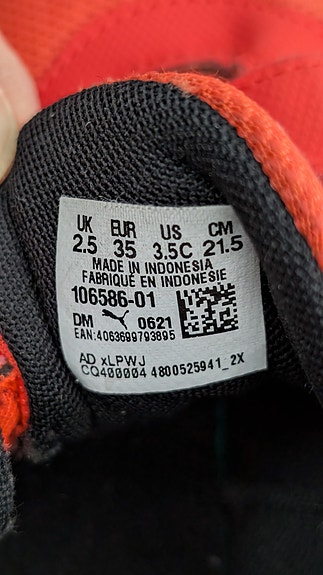 UK EUR US CM
2.5 35 3.5C 21.5
MADE IN INDONESIA
FABRIQUÉ EN INDONESIE
106586-01
DM 0621
EAN:4063699793895
AD xLPWJ
CQ400004 4800525941_2X